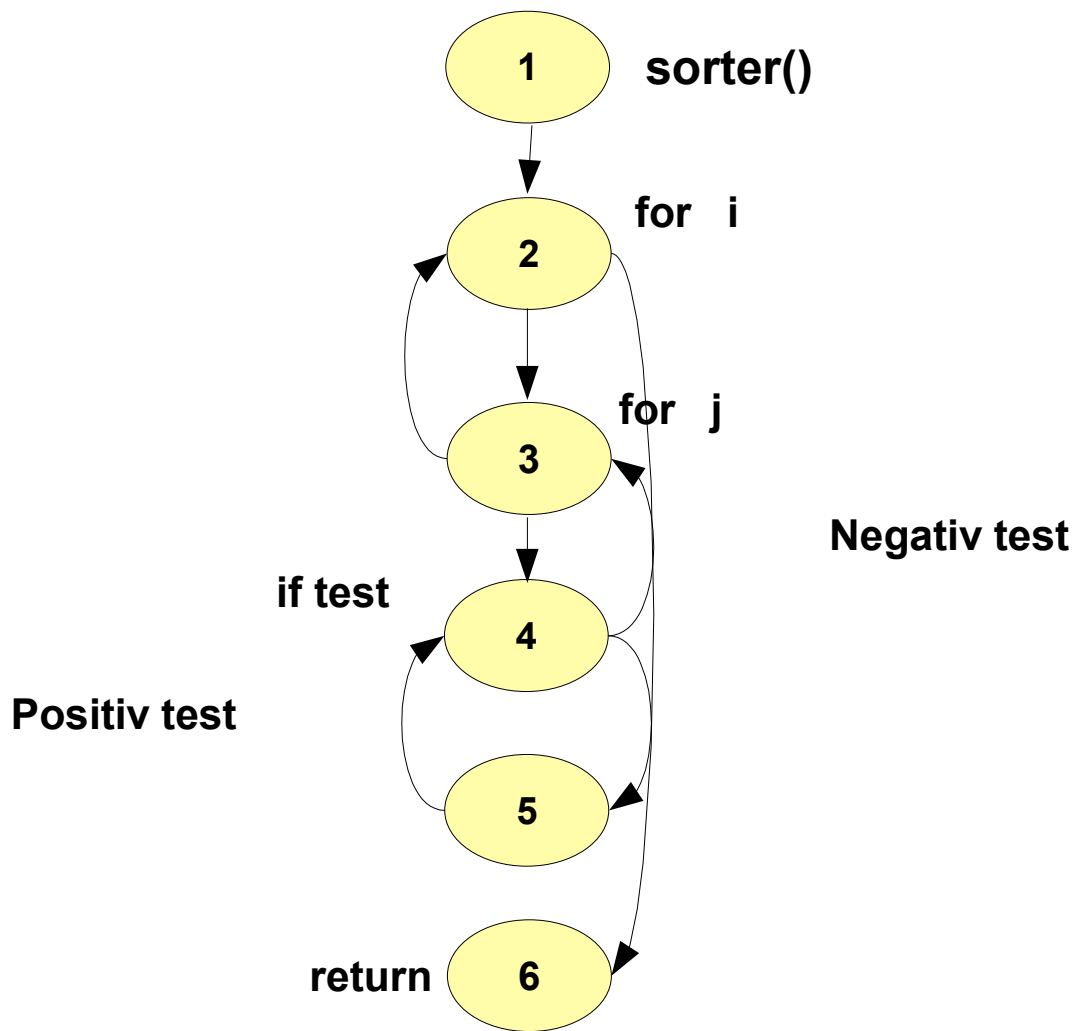 1
sorter()
for i
2
for j
3
Negativ test
if test
4
Positiv test
5
return
6